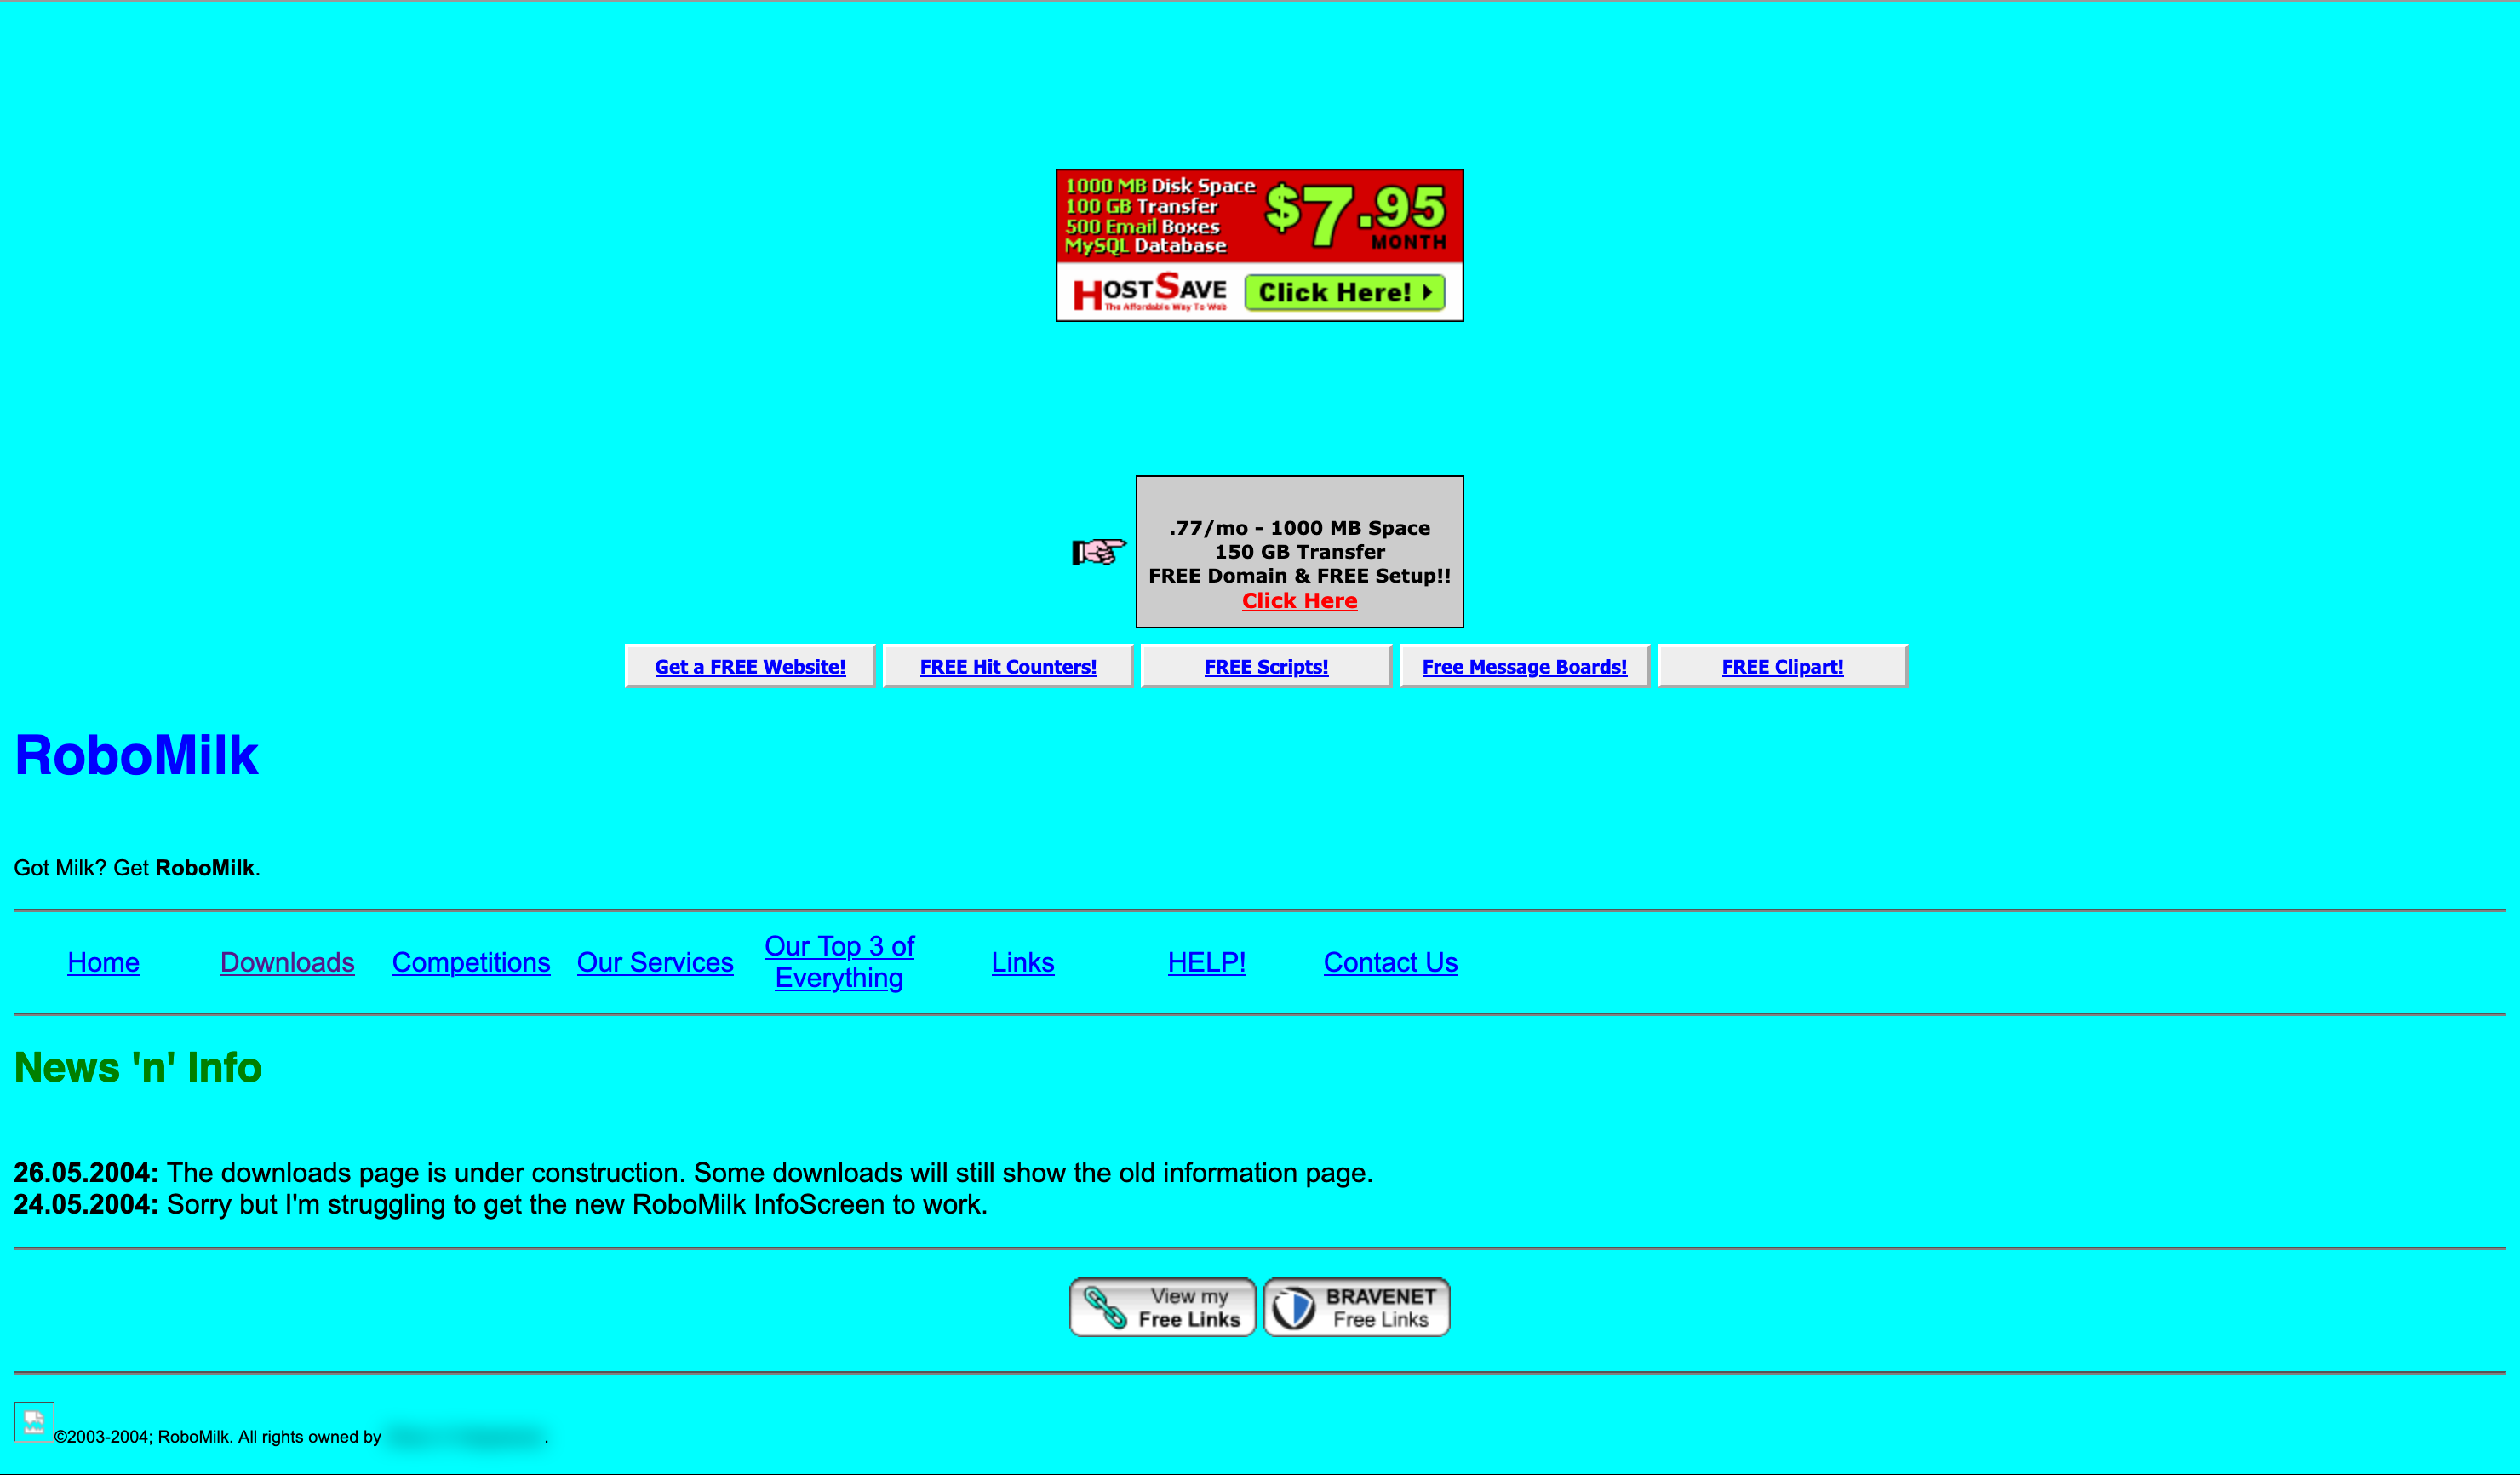 1000 MB Disk Space
100 GB Transfer
500 Email Boxes
MySQL Database
$7.95
MONTH
HOSTSAVE
The Affordable Way To Web
Click Here!
.77/mo - 1000 MB Space
150 GB Transfer
FREE Domain & FREE Setup!!
Click Here
Get a FREE Website! FREE Hit Counters! FREE Scripts! Free Message Boards! FREE Clipart!
RoboMilk
Got Milk? Get RoboMilk.
Home Downloads Competitions Our Services Our Top 3 of Everything Links HELP! Contact Us
News 'n' Info
26.05.2004: The downloads page is under construction. Some downloads will still show the old information page.
24.05.2004: Sorry but I'm struggling to get the new RoboMilk InfoScreen to work.
View my
Free Links
BRAVENET
Free Links
©2003-2004; RoboMilk. All rights owned by .